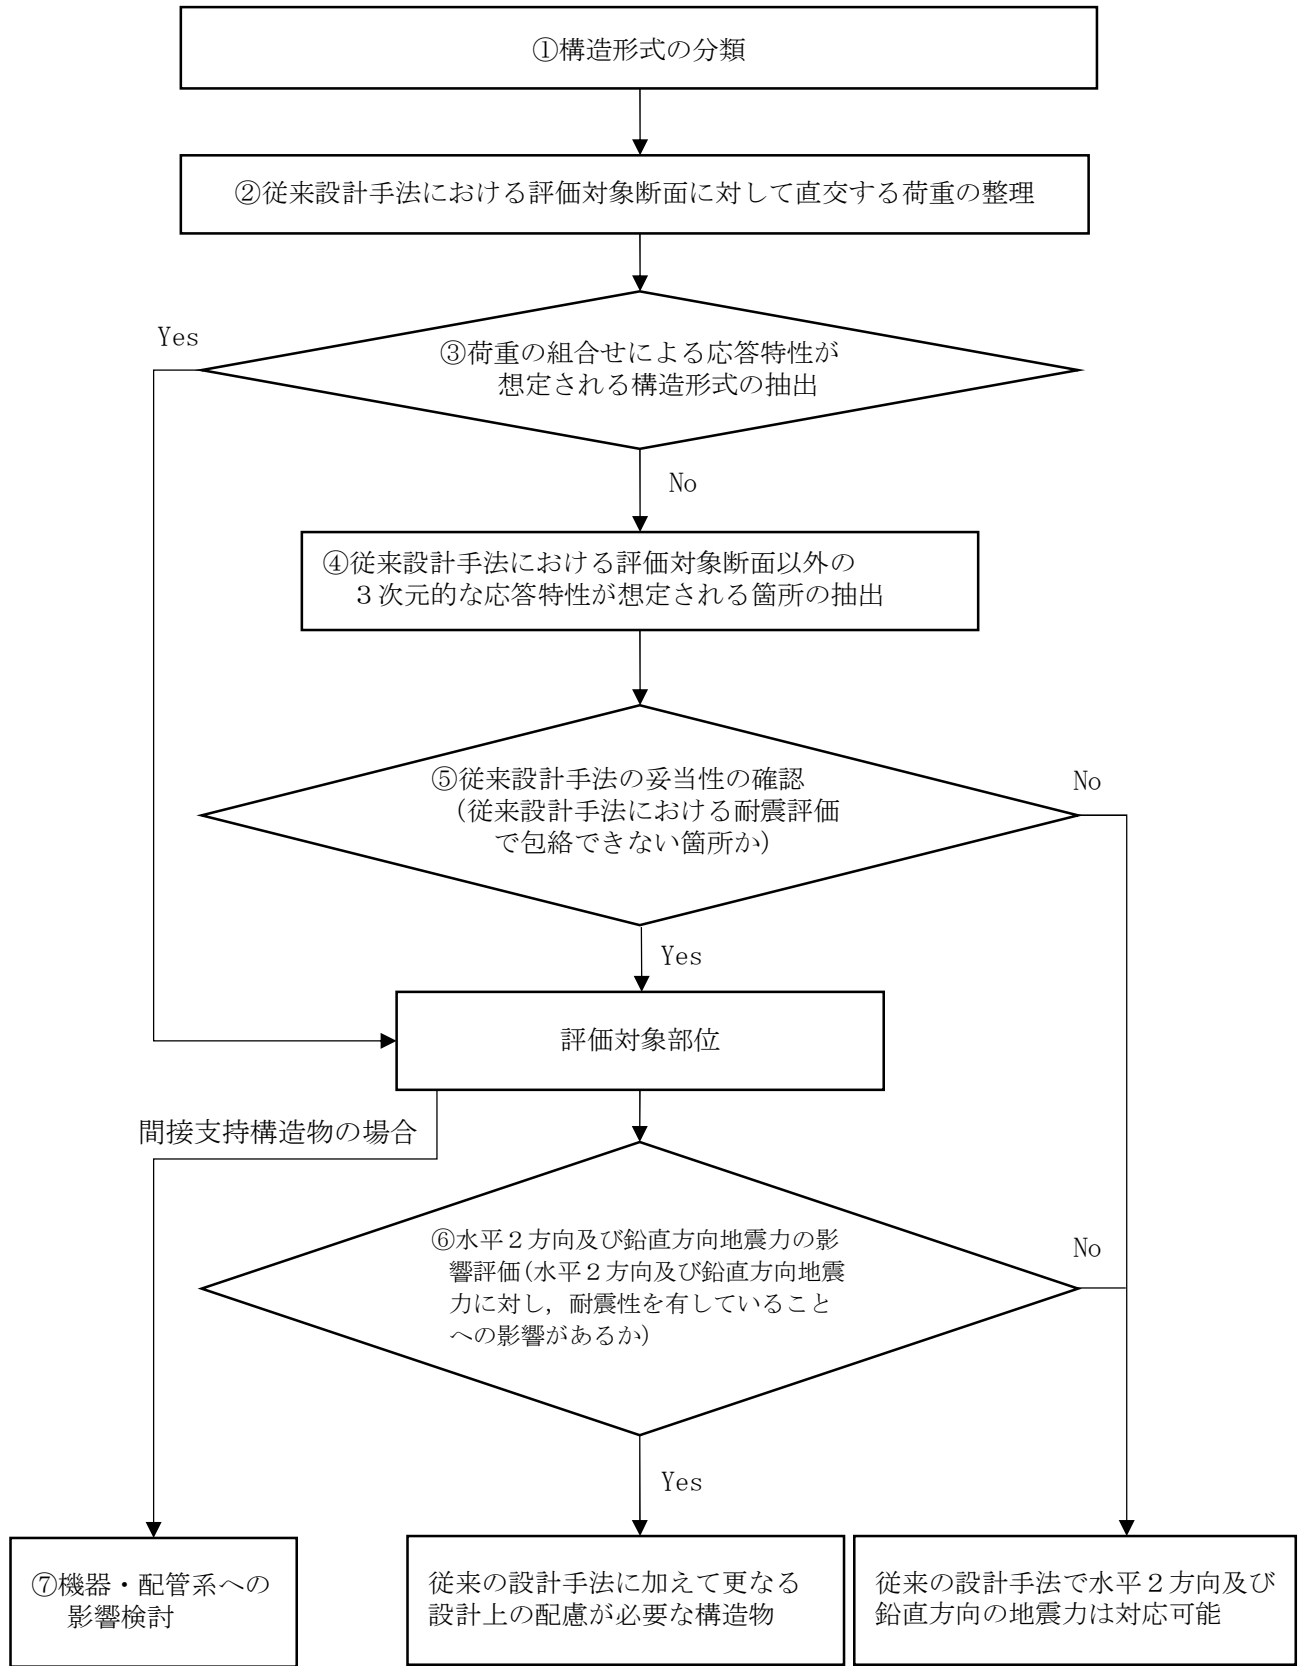 ①構造形式の分類
②従来設計手法における評価対象断面に対して直交する荷重の整理
Yes
③荷重の組合せによる応答特性が
想定される構造形式の抽出
No
④従来設計手法における評価対象断面以外の
３次元的な応答特性が想定される箇所の抽出
⑤従来設計手法の妥当性の確認
(従来設計手法における耐震評価
で包絡できない箇所か)
No
Yes
評価対象部位
間接支持構造物の場合
⑥水平２方向及び鉛直方向地震力の影
響評価(水平２方向及び鉛直方向地震
力に対し，耐震性を有していること
への影響があるか)
No
Yes
⑦機器・配管系への
影響検討
従来の設計手法に加えて更なる
設計上の配慮が必要な構造物
従来の設計手法で水平２方向及び
鉛直方向の地震力は対応可能